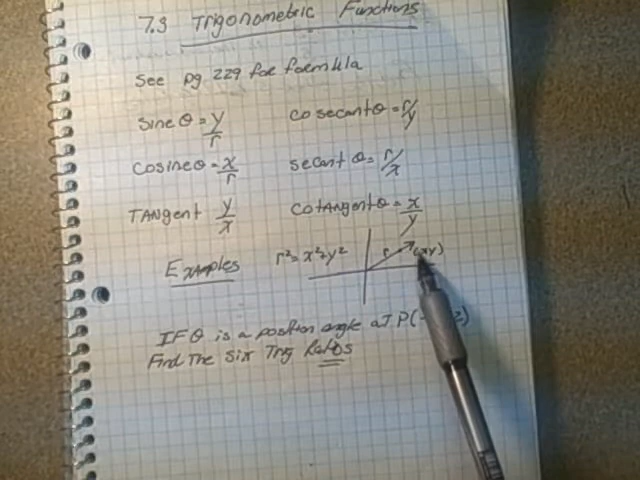 7.3 Trigonometric Functions
See pg 229 for formula
sine θ = y/r cosecant θ = r/y
cosine θ = x/r secant θ = r/x
TANgent y/x cotangent θ = x/y
Examples r² = x² + y² r (x,y)
IF θ is a position angle at P(
Find The six Trig Ratios